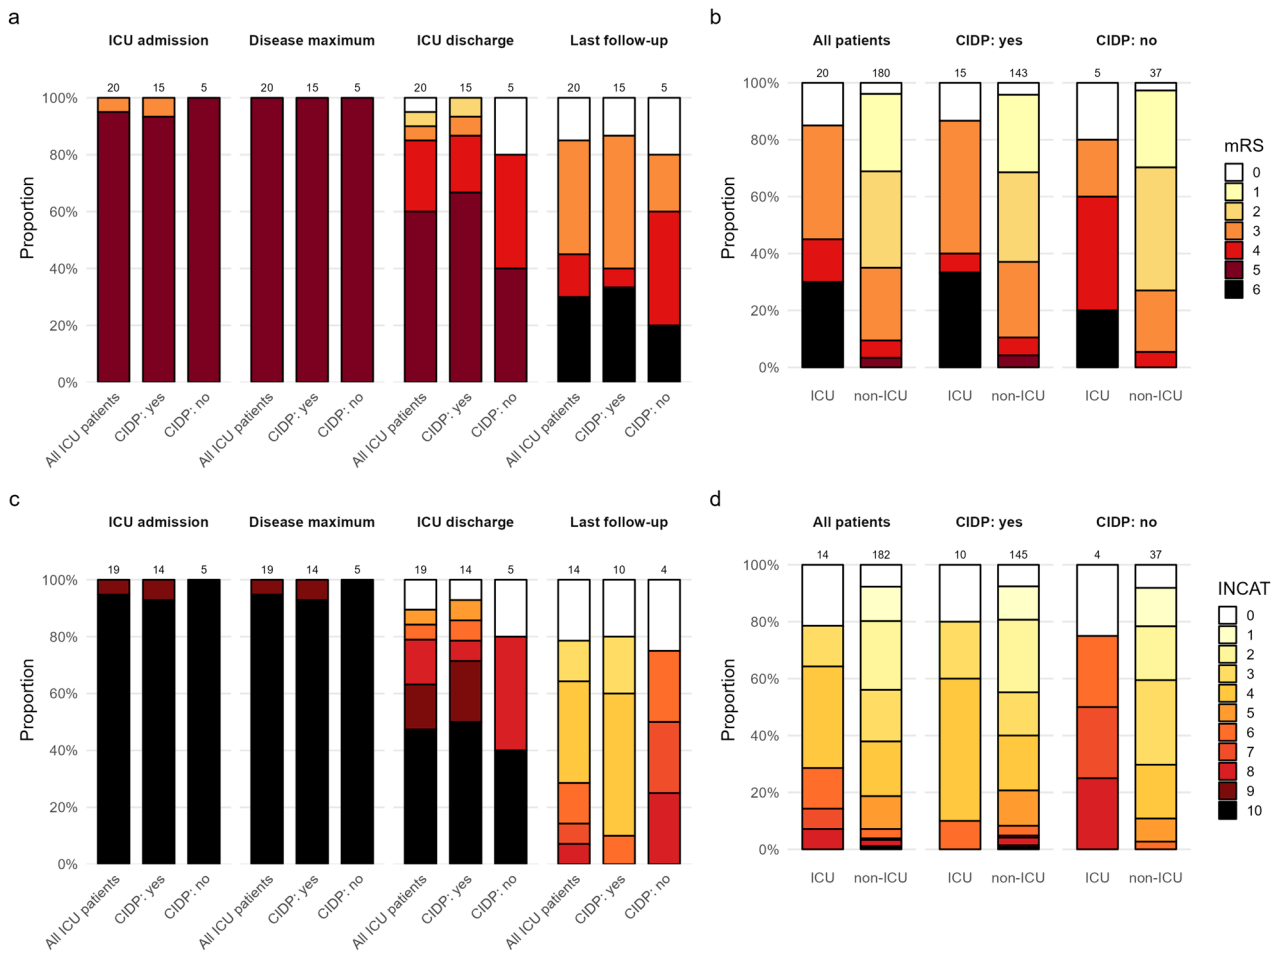 a
ICU admission Disease maximum ICU discharge Last follow-up
20 15 5 20 15 5 20 15 5 20 15 5
100%
80%
60%
40%
20%
0%
Proportion
All ICU patients CIDP: yes CIDP: no All ICU patients CIDP: yes CIDP: no All ICU patients CIDP: yes CIDP: no All ICU patients CIDP: yes CIDP: no
b
All patients CIDP: yes CIDP: no
20 180 15 143 5 37
100%
80%
60%
40%
20%
0%
Proportion
ICU non-ICU ICU non-ICU ICU non-ICU
mRS
0
1
2
3
4
5
6
c
ICU admission Disease maximum ICU discharge Last follow-up
19 14 5 19 14 5 19 14 5 14 10 4
100%
80%
60%
40%
20%
0%
Proportion
All ICU patients CIDP: yes CIDP: no All ICU patients CIDP: yes CIDP: no All ICU patients CIDP: yes CIDP: no All ICU patients CIDP: yes CIDP: no
d
All patients CIDP: yes CIDP: no
14 182 10 145 4 37
100%
80%
60%
40%
20%
0%
Proportion
ICU non-ICU ICU non-ICU ICU non-ICU
INCAT
0
1
2
3
4
5
6
7
8
9
10